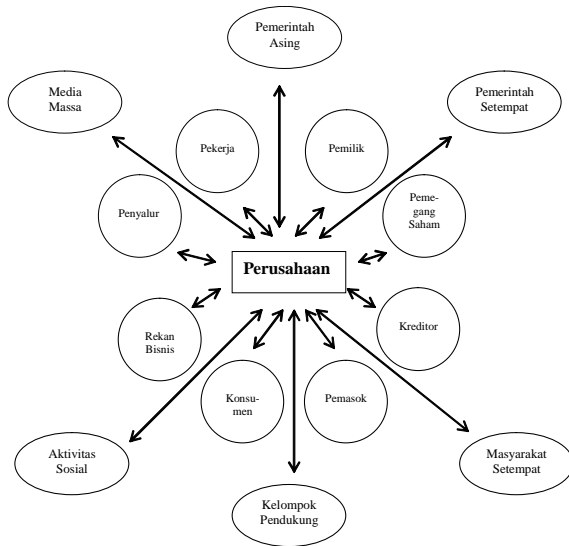 Pemerintah
Asing
Media
Massa
Pemerintah
Setempat
Pekerja
Pemilik
Penyalur
Peme-
gang
Saham
Perusahaan
Rekan
Bisnis
Kreditor
Konsu-
men
Pemasok
Aktivitas
Sosial
Masyarakat
Setempat
Kelompok
Pendukung